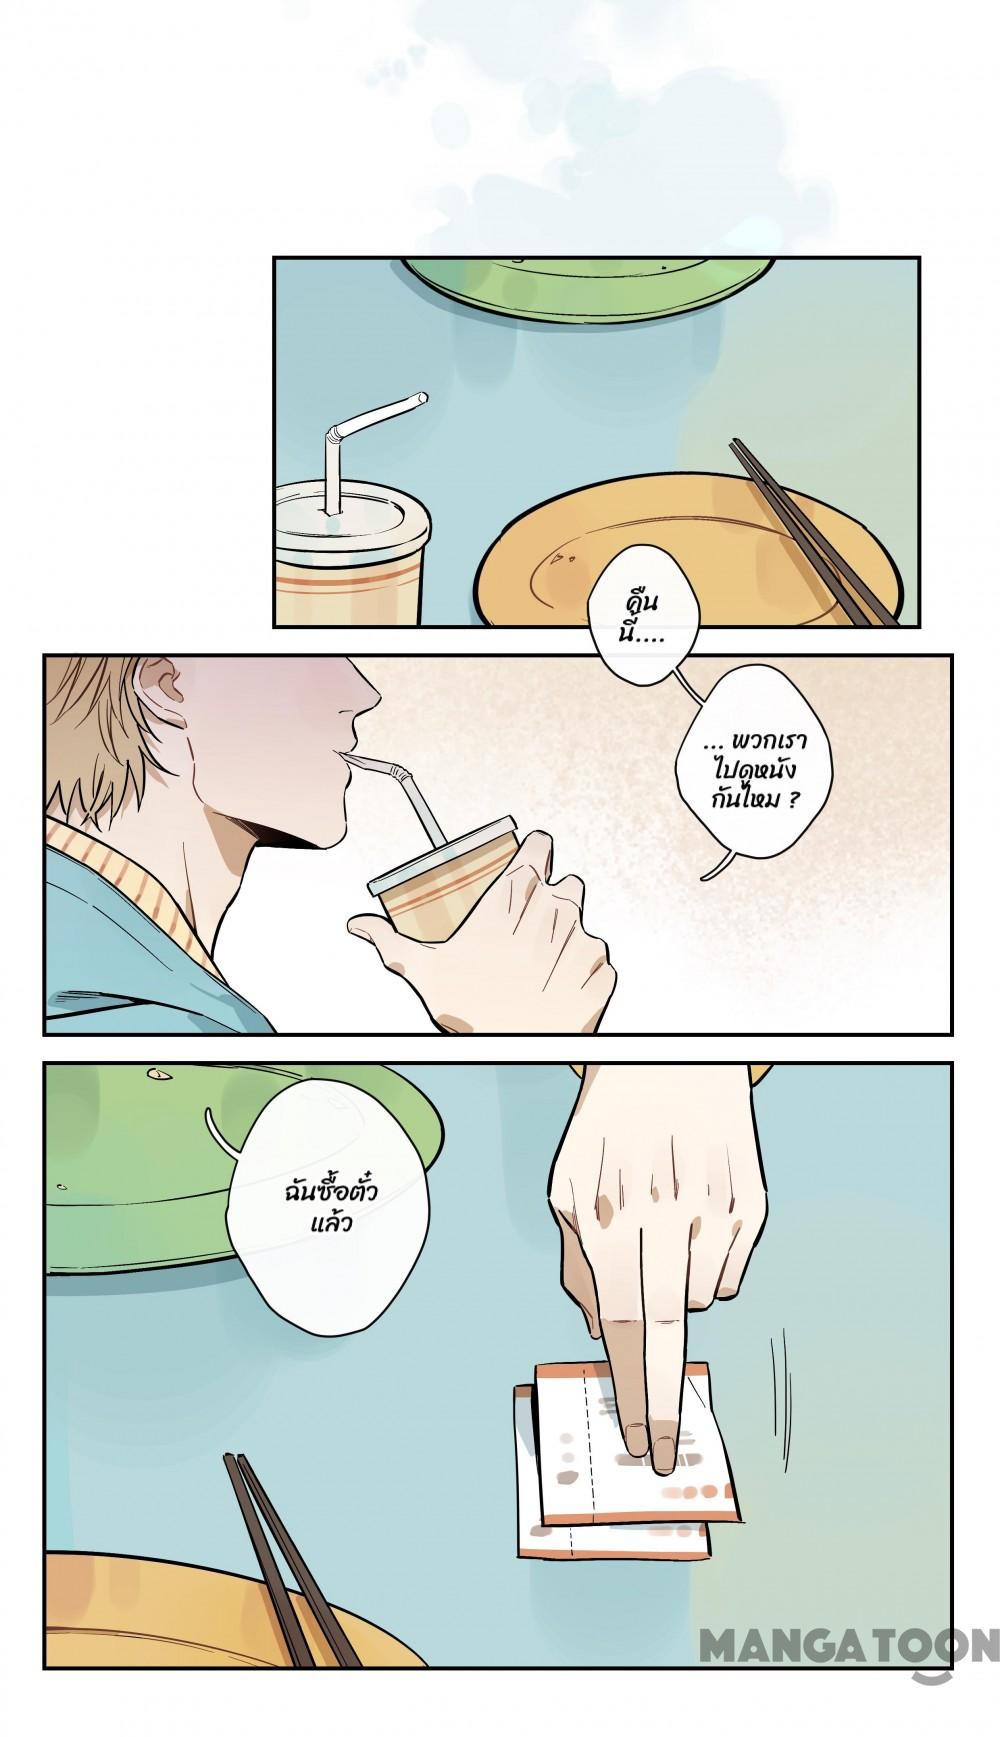 คืน
นี้....
... พวกเรา
ไปดูหนัง
กันไหม ?
ฉันซื้อตั๋ว
แล้ว
MANGATOON